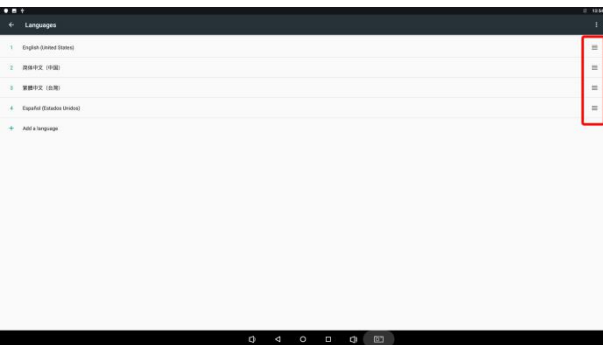 Languages
1 English (United States)
2 简体中文 (中国)
3 繁體中文 (台灣)
4 Español (Estados Unidos)
+ Add a language